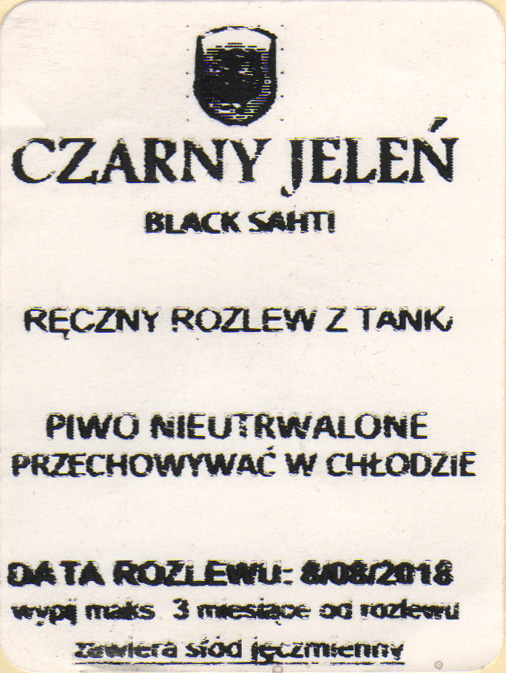 CZARNY JELEŃ
BLACK SAHTI
RĘCZNY ROZLEW Z TANK
PIWO NIEUTRWALONE
PRZECHOWYWAĆ W CHŁODZIE
DATA ROZLEWU: 8/08/2018
wypij maks 3 miesiące od rozlewu
zawiera słód jęczmienny